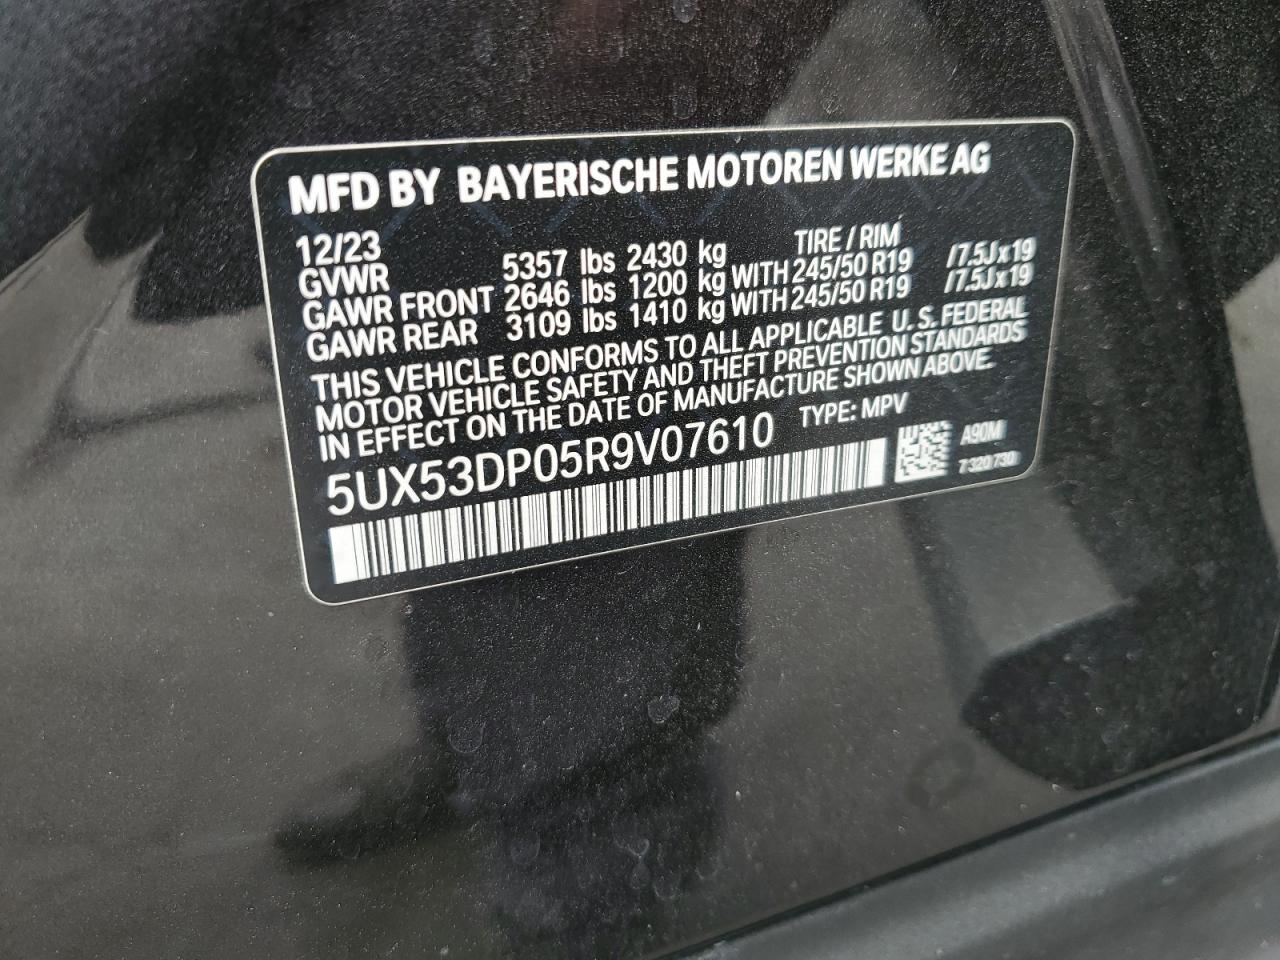 MFD BY BAYERISCHE MOTOREN WERKE AG
12/23 TIRE / RIM
GVWR 5357 lbs 2430 kg
GAWR FRONT 2646 lbs 1200 kg WITH 245/50 R19 /7.5Jx19
GAWR REAR 3109 lbs 1410 kg WITH 245/50 R19 /7.5Jx19
THIS VEHICLE CONFORMS TO ALL APPLICABLE U. S. FEDERAL
MOTOR VEHICLE SAFETY AND THEFT PREVENTION STANDARDS
IN EFFECT ON THE DATE OF MANUFACTURE SHOWN ABOVE.
5UX53DP05R9V07610 TYPE: MPV
A90M
7 320 730